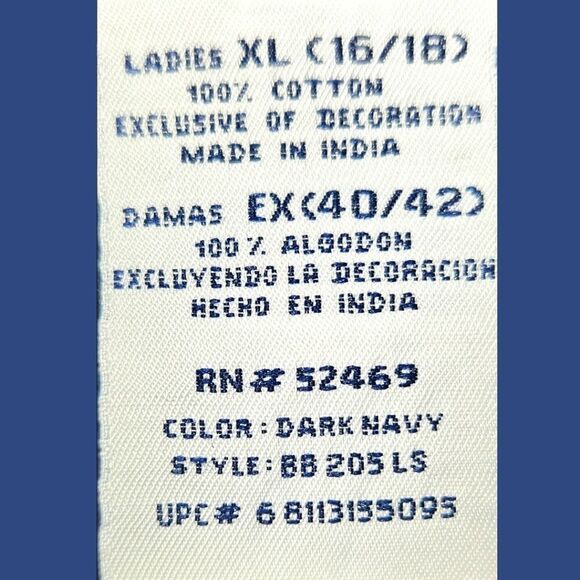 LADIES XL (16/18)
100% COTTON
EXCLUSIVE OF DECORATION
MADE IN INDIA
DAMAS EX(40/42)
100% ALGODON
EXCLUYENDO LA DECORACION
HECHO EN INDIA
RN# 52469
COLOR: DARK NAVY
STYLE: BB 205 LS
UPC# 6 8113155095